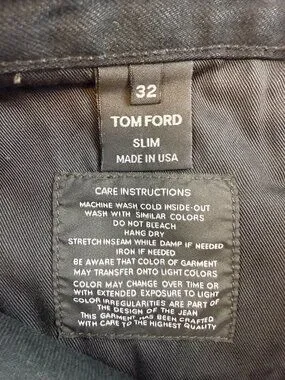 32
TOM FORD
SLIM
MADE IN USA
CARE INSTRUCTIONS
MACHINE WASH COLD INSIDE-OUT
WASH WITH SIMILAR COLORS
DO NOT BLEACH
HANG DRY
STRETCH INSEAM WHILE DAMP IF NEEDED
IRON IF NEEDED
BE AWARE THAT COLOR OF GARMENT
MAY TRANSFER ONTO LIGHT COLORS
COLOR MAY CHANGE OVER TIME OR
WITH EXTENDED EXPOSURE TO LIGHT
COLOR IRREGULARITIES ARE PART OF
THE DESIGN OF THE JEAN
THIS GARMENT HAS BEEN CRAFTED
WITH CARE TO THE HIGHEST QUALITY